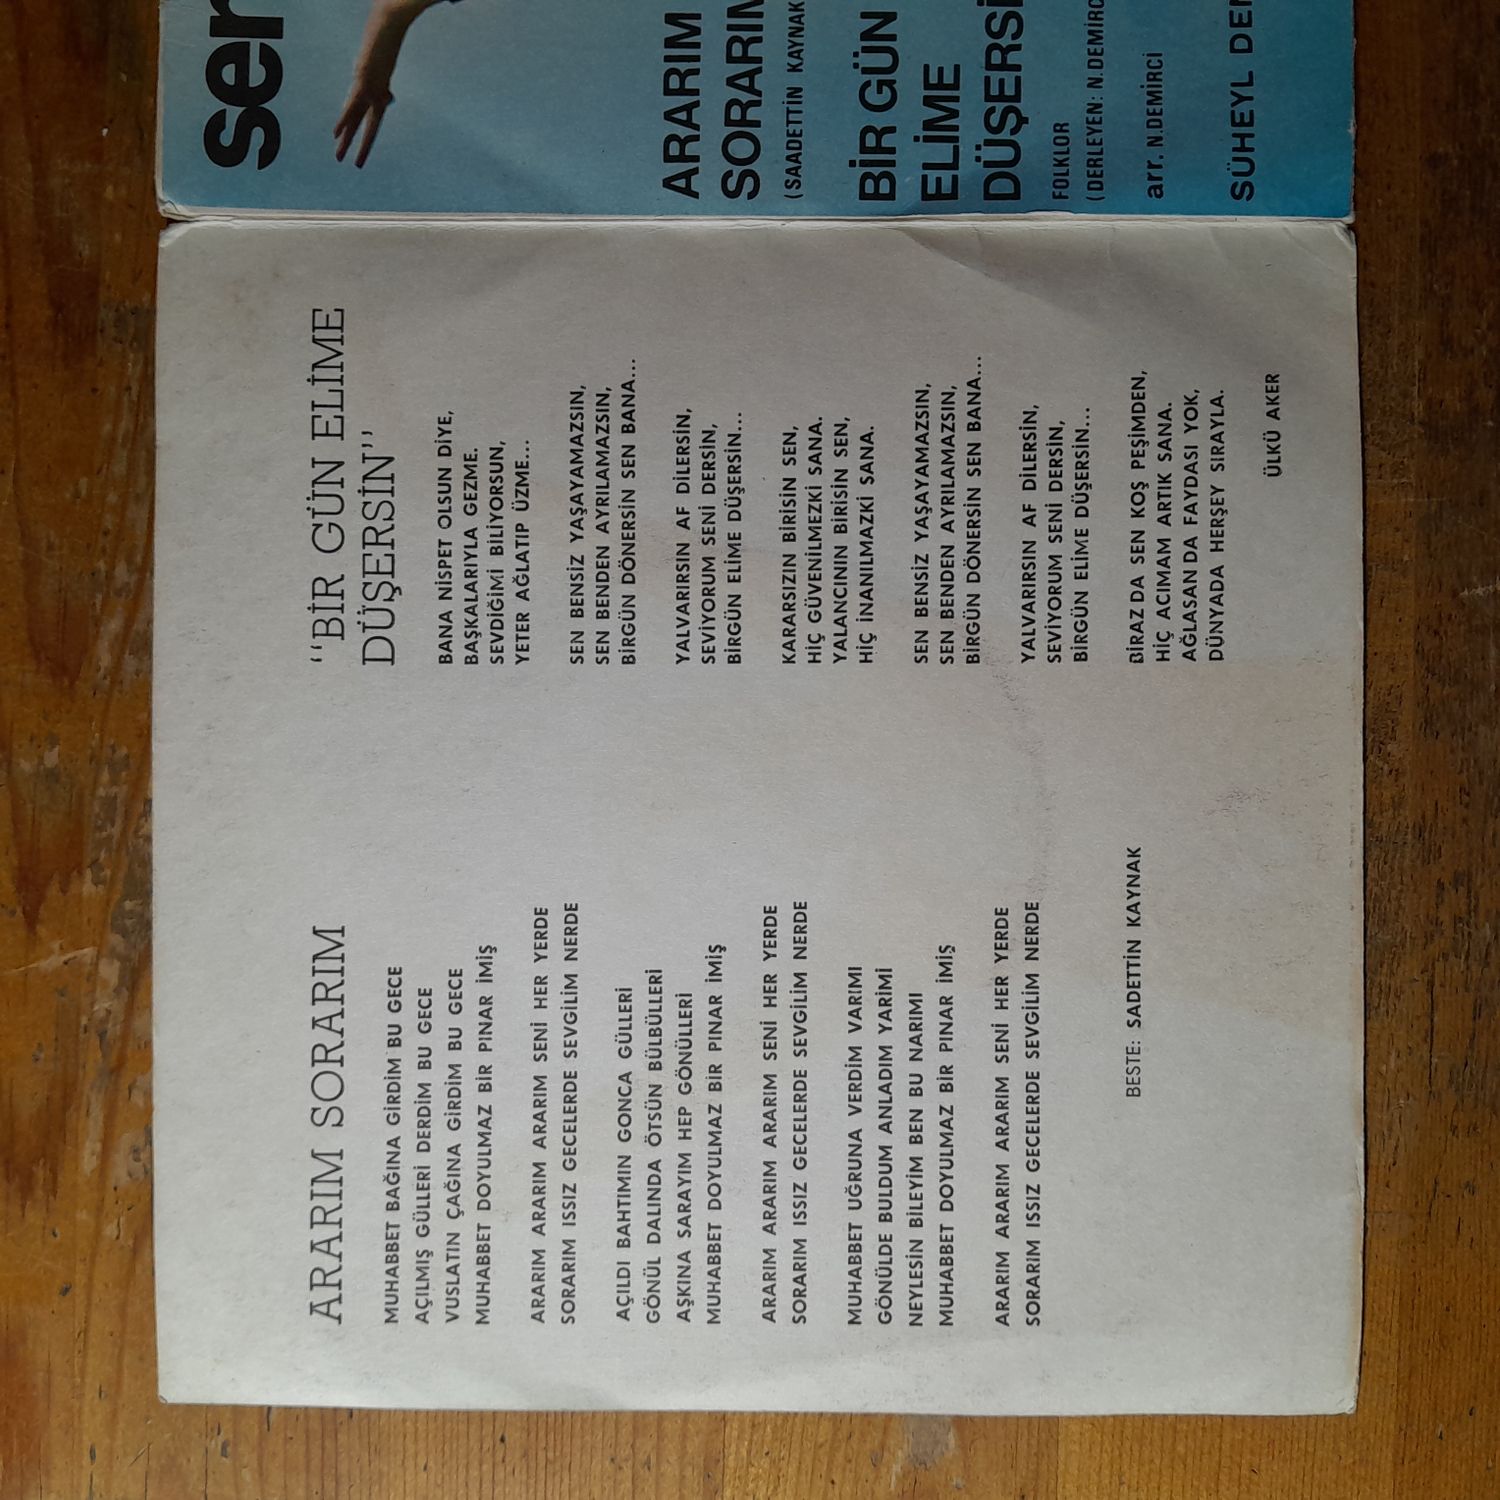 ARARIM SORARIM
MUHABBET BAĞINA GİRDİM BU GECE
AÇILMIŞ GÜLLERİ DERDİM BU GECE
VUSLATIN ÇAĞINA GİRDİM BU GECE
MUHABBET DOYULMAZ BİR PINAR İMİŞ
ARARIM ARARIM ARARIM SENİ HER YERDE
SORARIM ISSIZ GECELERDE SEVGİLİM NERDE
AÇILDI BAHTIMIN GONCA GÜLLERİ
GÖNÜL DALINDA ÖTSÜN BÜLBÜLLERİ
AŞKINA SARAYIM HEP GÖNÜLLERİ
MUHABBET DOYULMAZ BİR PINAR İMİŞ
ARARIM ARARIM ARARIM SENİ HER YERDE
SORARIM ISSIZ GECELERDE SEVGİLİM NERDE
MUHABBET UĞRUNA VERDİM VARIMI
GÖNÜLDE BULDUM ANLADIM YARİMİ
NEYLESİN BİLEYİM BEN BU NARIMI
MUHABBET DOYULMAZ BİR PINAR İMİŞ
ARARIM ARARIM ARARIM SENİ HER YERDE
SORARIM ISSIZ GECELERDE SEVGİLİM NERDE
BESTE: SADETTİN KAYNAK
''BİR GÜN ELİME
DÜŞERSİN''
BANA NİSPET OLSUN DİYE,
BAŞKALARIYLA GEZME.
SEVDİĞİMİ BİLİYORSUN,
YETER AĞLATIP ÜZME...
SEN BENSİZ YAŞAYAMAZSIN,
SEN BENDEN AYRILAMAZSIN,
BİRGÜN DÖNERSİN SEN BANA...
YALVARIRSIN AF DİLERSİN,
SEVİYORUM SENİ DERSİN,
BİRGÜN ELİME DÜŞERSİN...
KARARSIZIN BİRİSİN SEN,
HİÇ GÜVENİLMEZKİ SANA.
YALANCININ BİRİSİN SEN,
HİÇ İNANILMAZKİ SANA.
SEN BENSİZ YAŞAYAMAZSIN,
SEN BENDEN AYRILAMAZSIN,
BİRGÜN DÖNERSİN SEN BANA...
YALVARIRSIN AF DİLERSİN,
SEVİYORUM SENİ DERSİN,
BİRGÜN ELİME DÜŞERSİN...
BİRAZ DA SEN KOŞ PEŞİMDEN,
HİÇ ACIMAM ARTIK SANA.
AĞLASAN DA FAYDASI YOK,
DÜNYADA HERŞEY SIRAYLA.
ÜLKÜ AKER
ser
ARARIM
SORARIM
(SAADETTİN KAYNAK
BİR GÜN
ELİME
DÜŞERSİ
FOLKLOR
(DERLEYEN: N.DEMİRC
arr. N.DEMİRCİ
SÜHEYL DEN